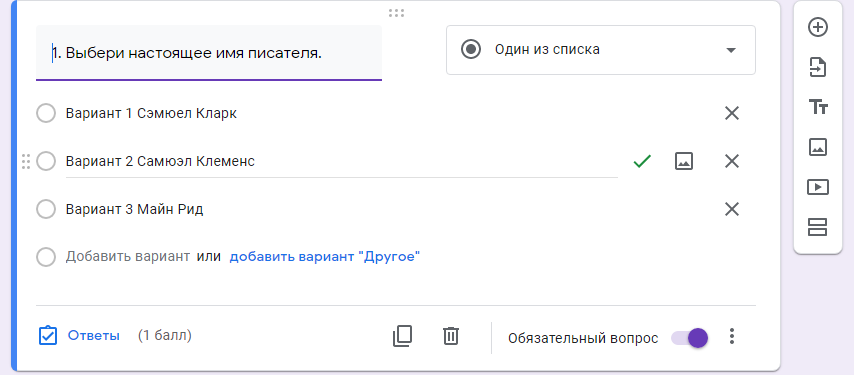 1. Выбери настоящее имя писателя.
Один из списка
Вариант 1 Сэмюел Кларк
Вариант 2 Самюэл Клеменс
Вариант 3 Майн Рид
Добавить вариант или добавить вариант "Другое"
Ответы (1 балл)
Обязательный вопрос
Тт